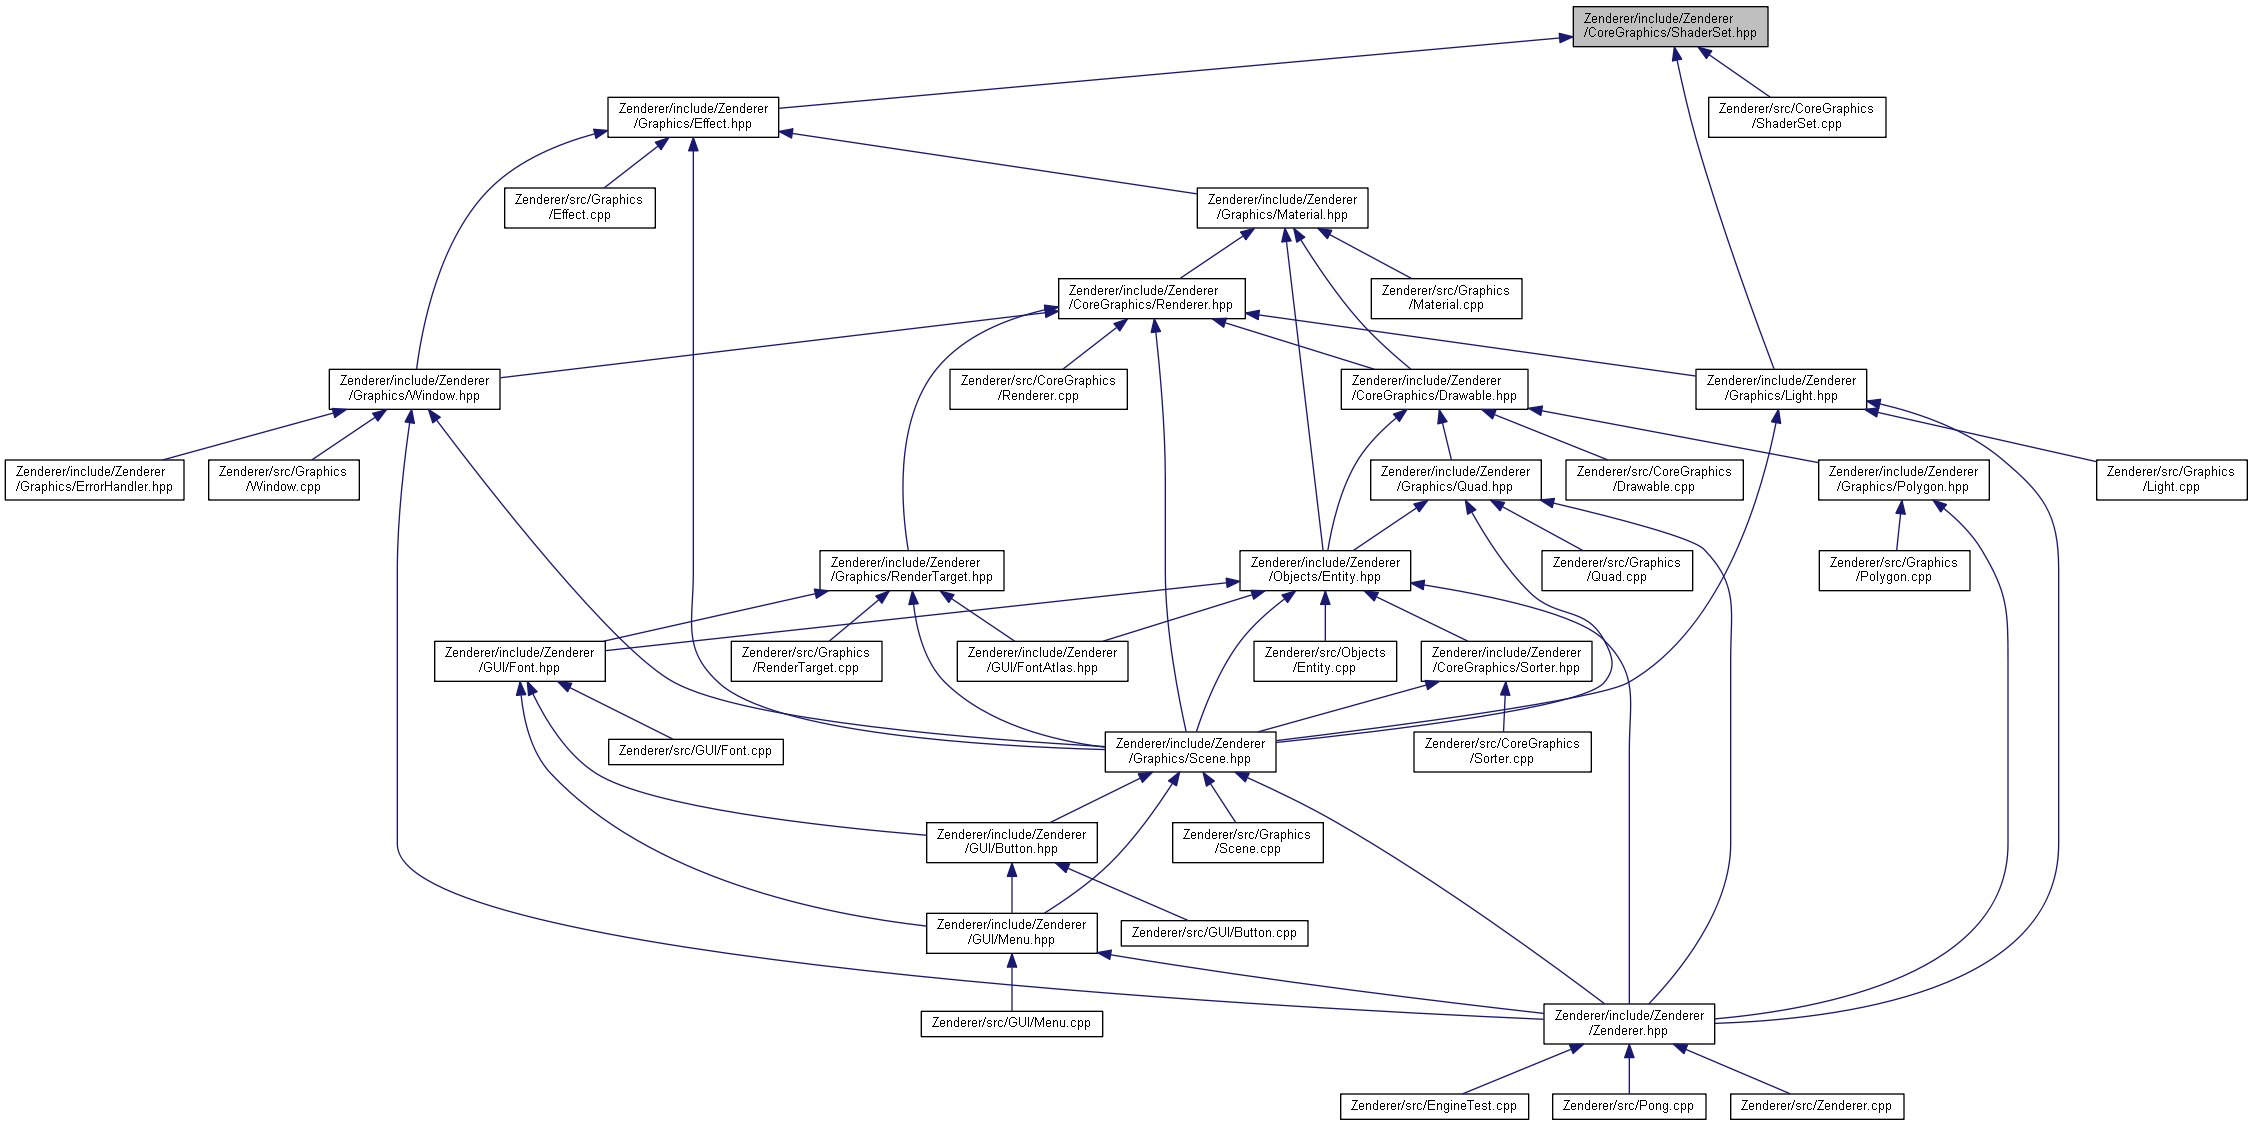 Zenderer/include/Zenderer
/CoreGraphics/ShaderSet.hpp
Zenderer/include/Zenderer
/Graphics/Effect.hpp
Zenderer/src/CoreGraphics
/ShaderSet.cpp
Zenderer/src/Graphics
/Effect.cpp
Zenderer/include/Zenderer
/Graphics/Material.hpp
Zenderer/include/Zenderer
/CoreGraphics/Renderer.hpp
Zenderer/src/Graphics
/Material.cpp
Zenderer/include/Zenderer
/Graphics/Window.hpp
Zenderer/src/CoreGraphics
/Renderer.cpp
Zenderer/include/Zenderer
/CoreGraphics/Drawable.hpp
Zenderer/include/Zenderer
/Graphics/Light.hpp
Zenderer/include/Zenderer
/Graphics/ErrorHandler.hpp
Zenderer/src/Graphics
/Window.cpp
Zenderer/include/Zenderer
/Graphics/Quad.hpp
Zenderer/src/CoreGraphics
/Drawable.cpp
Zenderer/include/Zenderer
/Graphics/Polygon.hpp
Zenderer/src/Graphics
/Light.cpp
Zenderer/include/Zenderer
/Graphics/RenderTarget.hpp
Zenderer/include/Zenderer
/Objects/Entity.hpp
Zenderer/src/Graphics
/Quad.cpp
Zenderer/src/Graphics
/Polygon.cpp
Zenderer/include/Zenderer
/GUI/Font.hpp
Zenderer/src/Graphics
/RenderTarget.cpp
Zenderer/include/Zenderer
/GUI/FontAtlas.hpp
Zenderer/src/Objects
/Entity.cpp
Zenderer/include/Zenderer
/CoreGraphics/Sorter.hpp
Zenderer/src/GUI/Font.cpp
Zenderer/include/Zenderer
/Graphics/Scene.hpp
Zenderer/src/CoreGraphics
/Sorter.cpp
Zenderer/include/Zenderer
/GUI/Button.hpp
Zenderer/src/Graphics
/Scene.cpp
Zenderer/include/Zenderer
/GUI/Menu.hpp
Zenderer/src/GUI/Button.cpp
Zenderer/src/GUI/Menu.cpp
Zenderer/include/Zenderer
/Zenderer.hpp
Zenderer/src/EngineTest.cpp
Zenderer/src/Pong.cpp
Zenderer/src/Zenderer.cpp